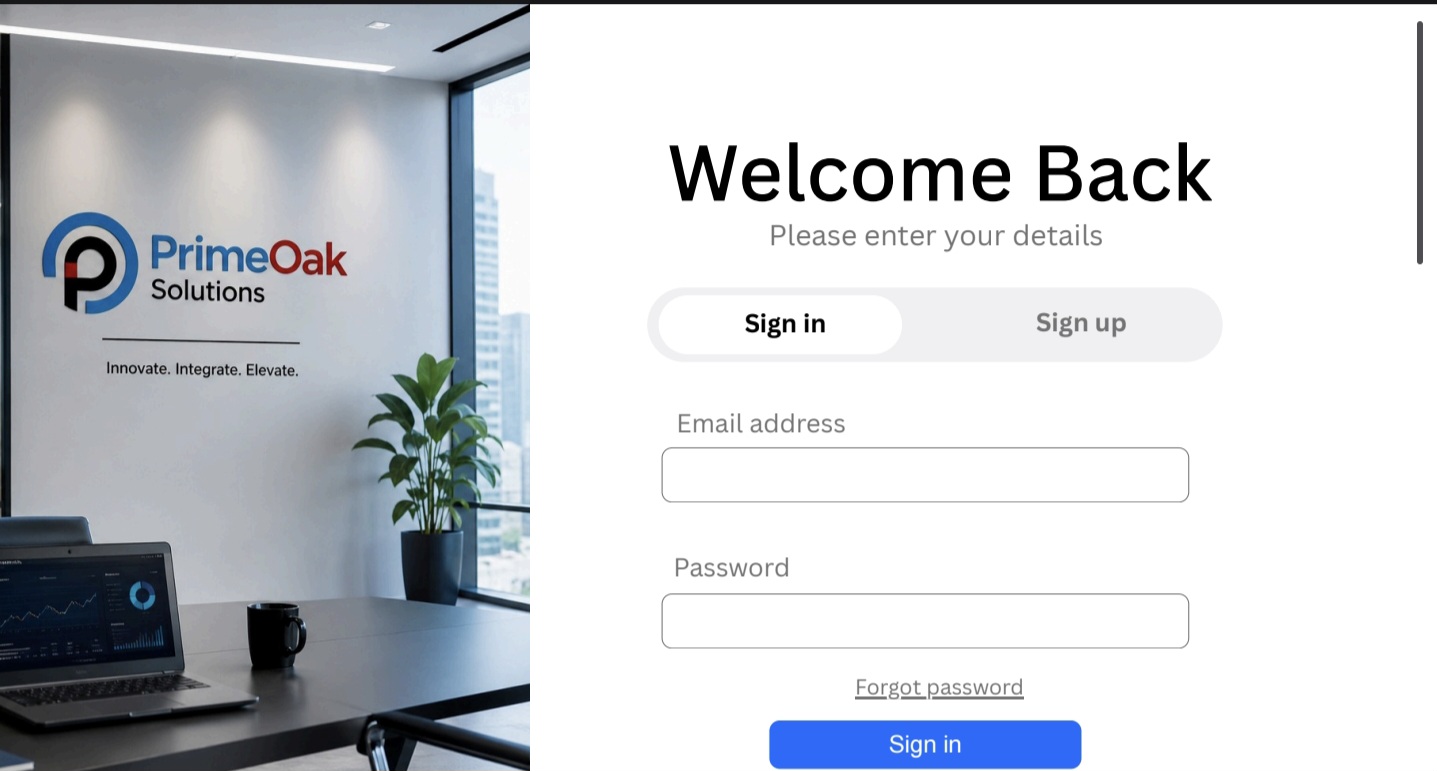 PrimeOak
Solutions
Innovate. Integrate. Elevate.
Welcome Back
Please enter your details
Sign in
Sign up
Email address
Password
Forgot password
Sign in